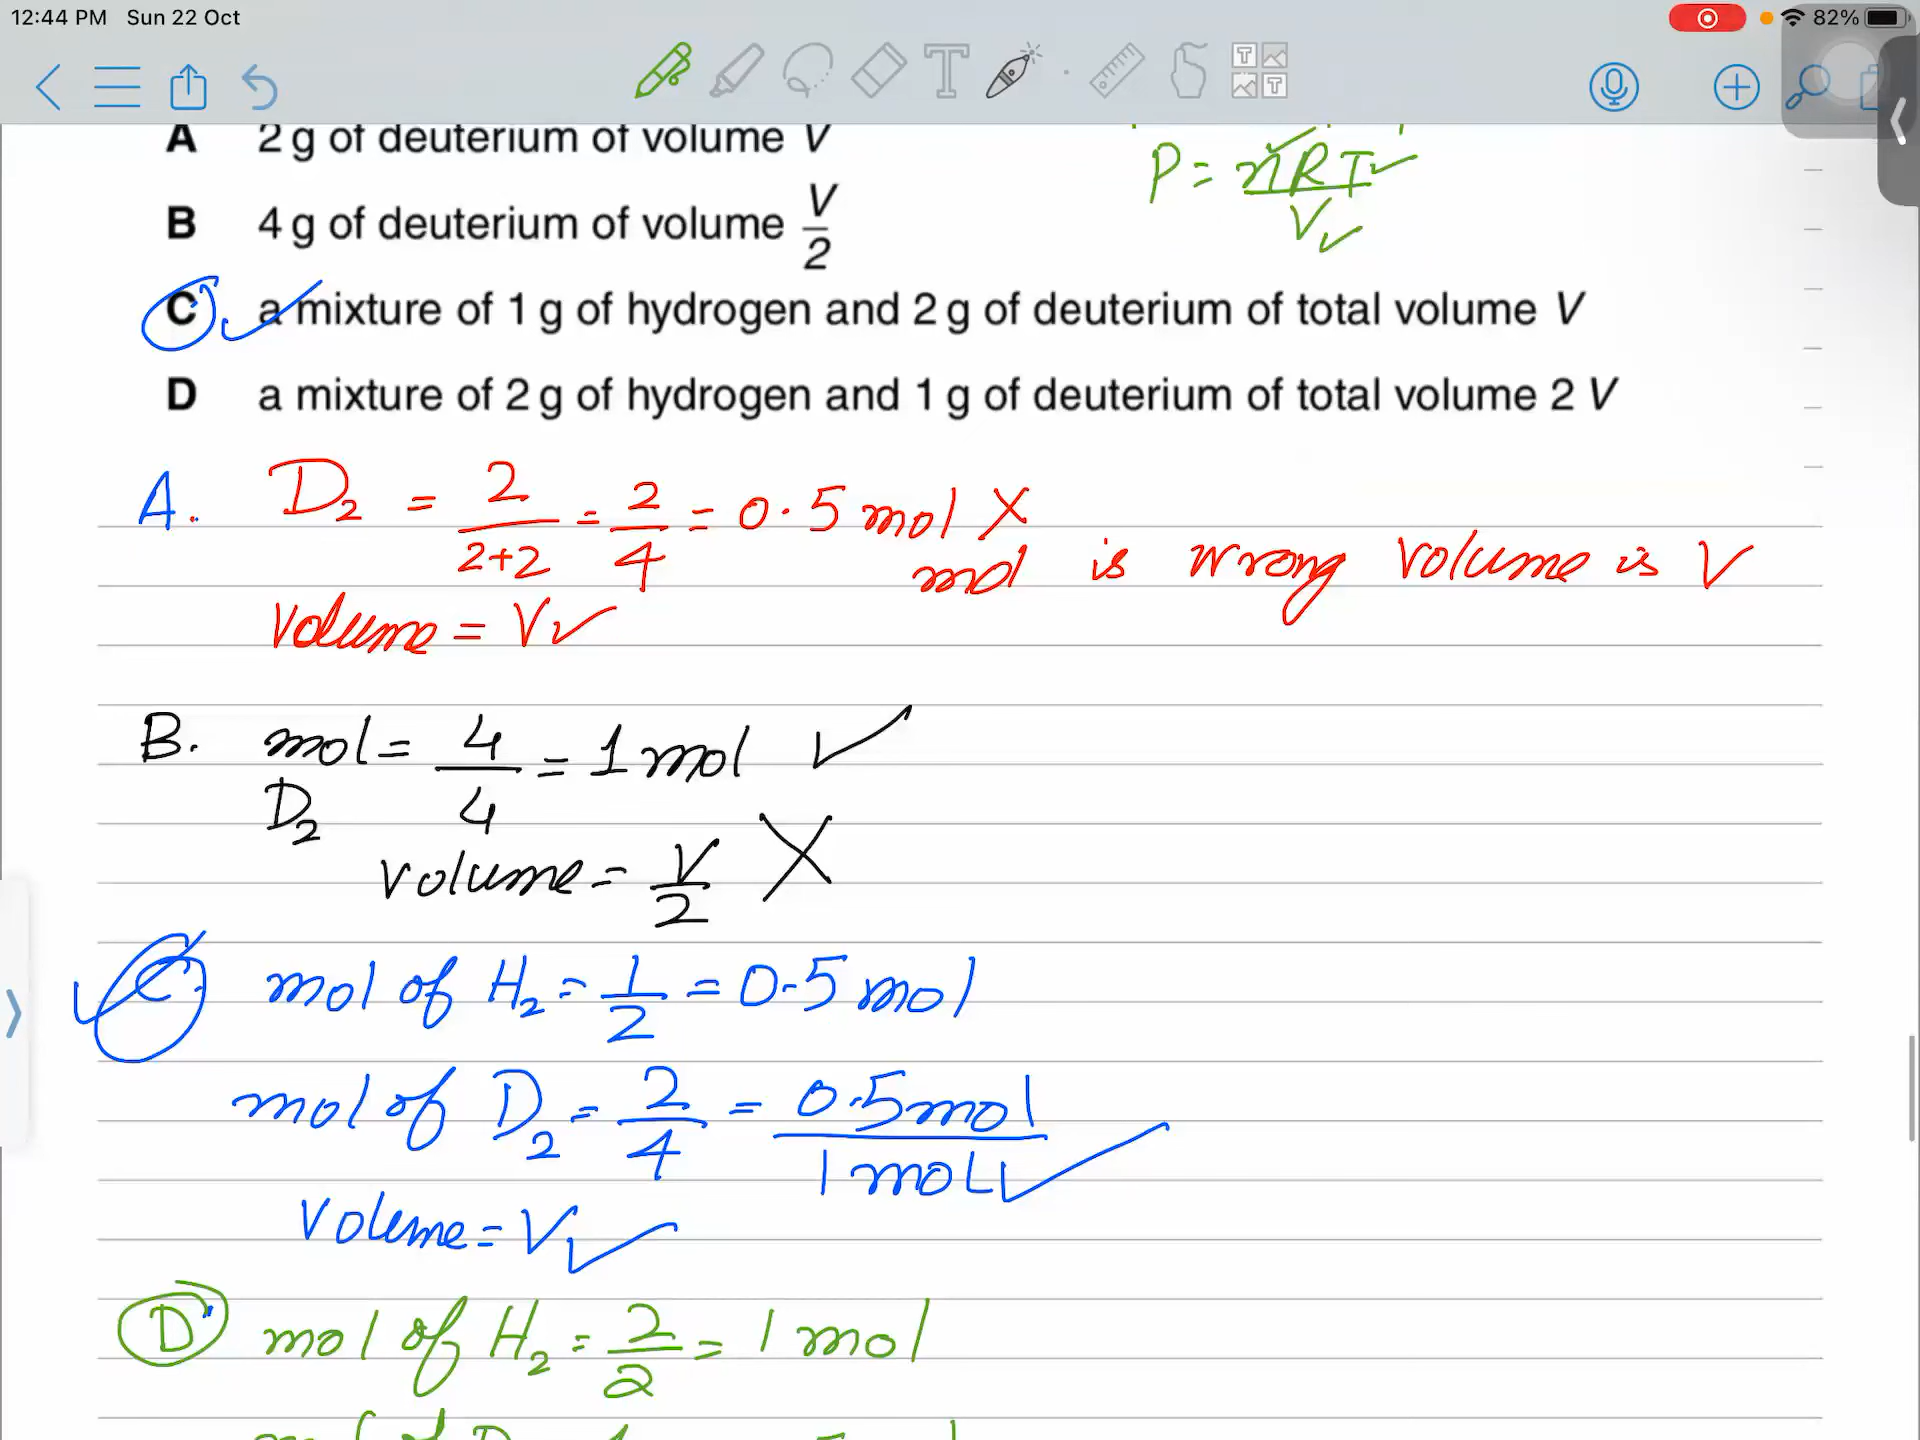 12:44 PM Sun 22 Oct
82%
A 2 g of deuterium of volume V
P = nRT/V
B 4 g of deuterium of volume V/2
C a mixture of 1 g of hydrogen and 2 g of deuterium of total volume V
D a mixture of 2 g of hydrogen and 1 g of deuterium of total volume 2 V
A. D2 = 2/2+2 = 2/4 = 0.5 mol X
mol is wrong volume is V
volume = V✓
B. mol = 4/4 = 1 mol ✓
D2
volume = V/2 X
C. mol of H2 = 1/2 = 0.5 mol
mol of D2 = 2/4 = 0.5 mol
1 mol ✓
Volume = V✓
D mol of H2 = 2/2 = 1 mol